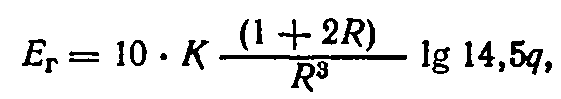 E_г = 10 · K (1 + 2R) / R³ lg 14,5q,